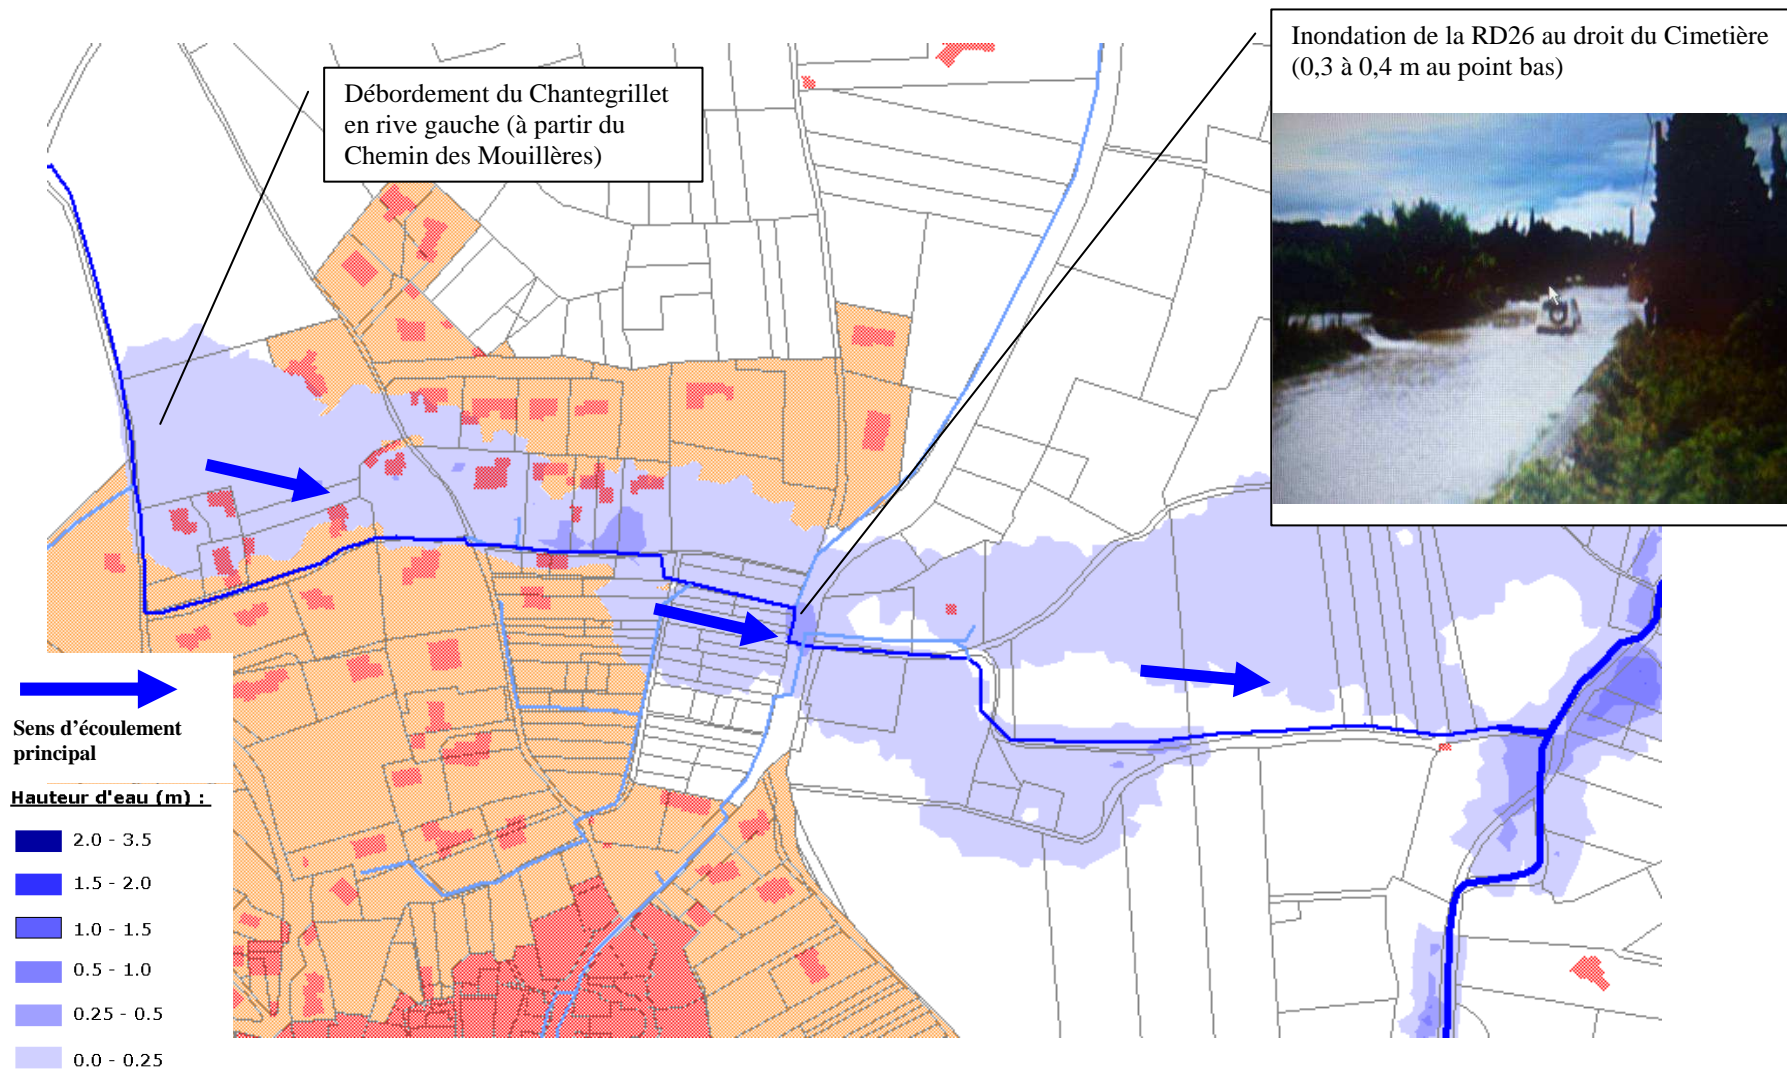 Inondation de la RD26 au droit du Cimetière
(0,3 à 0,4 m au point bas)
Débordement du Chantegrillet
en rive gauche (à partir du
Chemin des Mouillères)
Sens d'écoulement
principal
Hauteur d'eau (m) :
2.0 - 3.5
1.5 - 2.0
1.0 - 1.5
0.5 - 1.0
0.25 - 0.5
0.0 - 0.25